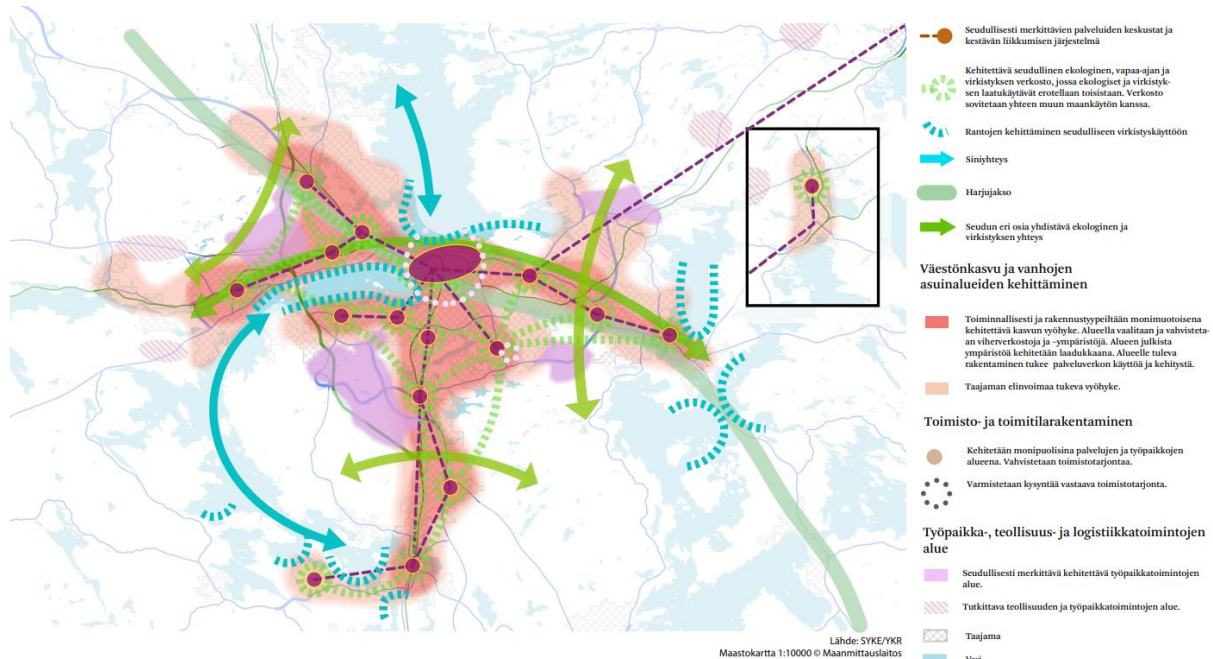 Seudullisesti merkittävien palveluiden keskustat ja
kestävän liikkumisen järjestelmä
Kehitettävä seudullinen ekologinen, vapaa-ajan ja
virkistyksen verkosto, jossa ekologiset ja virkistyk-
sen laatukäytävät erotellaan toisistaan. Verkosto
sovitetaan yhteen muun maankäytön kanssa.
Rantojen kehittäminen seudulliseen virkistyskäyttöön
Siniyhteys
Harjujakso
Seudun eri osia yhdistävä ekologinen ja
virkistyksen yhteys
Väestönkasvu ja vanhojen
asuinalueiden kehittäminen
Toiminnallisesti ja rakennustyypeiltään monimuotoisena
kehitettävä kasvun vyöhyke. Alueella vaalitaan ja vahvisteta-
an viherverkostoja ja -ympäristöjä. Alueen julkista
ympäristöä kehitetään laadukkaana. Alueelle tuleva
rakentaminen tukee palveluverkon käyttöä ja kehitystä.
Taajaman elinvoimaa tukeva vyöhyke.
Toimisto- ja toimitilarakentaminen
Kehitetään monipuolisina palvelujen ja työpaikkojen
alueena. Vahvistetaan toimistotarjontaa.
Varmistetaan kysyntää vastaava toimistotarjonta.
Työpaikka-, teollisuus- ja logistiikkatoimintojen
alue
Seudullisesti merkittävä kehitettävä työpaikkatoimintojen
alue.
Tutkittava teollisuuden ja työpaikkatoimintojen alue.
Taajama
Lähde: SYKE/YKR
Maastokartta 1:10000 © Maanmittauslaitos